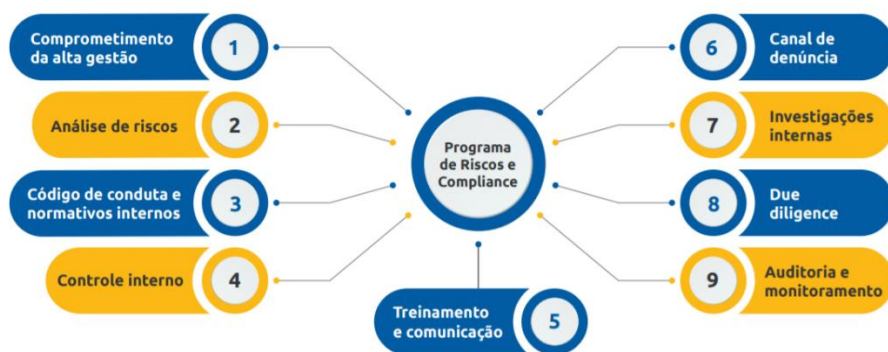 Comprometimento
da alta gestão
1
Análise de riscos
2
Código de conduta e
normativos internos
3
Controle interno
4
Programa
de Riscos e
Compliance
Treinamento
e comunicação
5
6
Canal de
denúncia
7
Investigações
internas
8
Due
diligence
9
Auditoria e
monitoramento